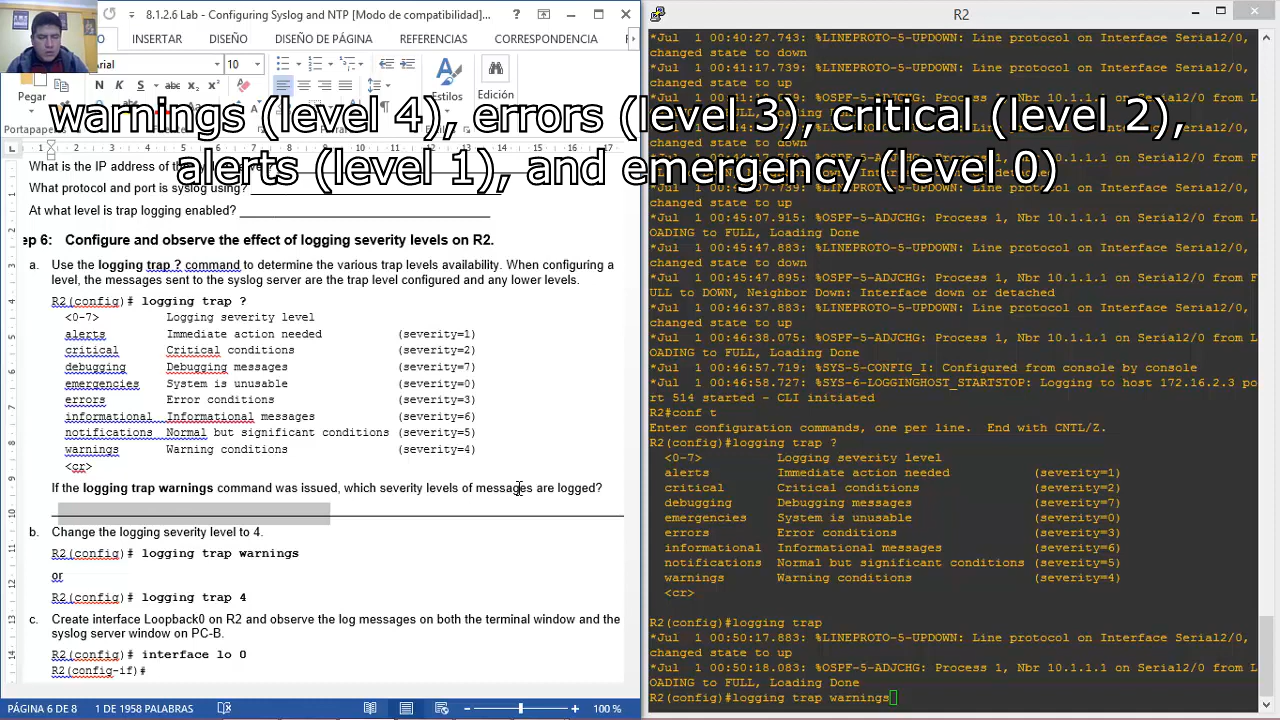 8.1.2.6 Lab - Configuring Syslog and NTP [Modo de compatibilidad]...
INSERTAR DISEÑO DISEÑO DE PÁGINA REFERENCIAS CORRESPONDENCIA
Arial 10
Pegar N K S abc Estilos Edición
Portapapeles
warnings (level 4), errors (level 3), critical (level 2),
alerts (level 1), and emergency (level 0)
What is the IP address of the
What protocol and port is syslog using?
At what level is trap logging enabled?
ep 6: Configure and observe the effect of logging severity levels on R2.
a. Use the logging trap ? command to determine the various trap levels availability. When configuring a
level, the messages sent to the syslog server are the trap level configured and any lower levels.
R2(config)# logging trap ?
<0-7> Logging severity level
alerts Immediate action needed (severity=1)
critical Critical conditions (severity=2)
debugging Debugging messages (severity=7)
emergencies System is unusable (severity=0)
errors Error conditions (severity=3)
informational Informational messages (severity=6)
notifications Normal but significant conditions (severity=5)
warnings Warning conditions (severity=4)
<cr>
If the logging trap warnings command was issued, which severity levels of messages are logged?
b. Change the logging severity level to 4.
R2(config)# logging trap warnings
or
R2(config)# logging trap 4
c. Create interface Loopback0 on R2 and observe the log messages on both the terminal window and the
syslog server window on PC-B.
R2(config)# interface lo 0
R2(config-if)#
PÁGINA 6 DE 8 1 DE 1958 PALABRAS 100 %
R2
*Jul 1 00:40:27.743: %LINEPROTO-5-UPDOWN: Line protocol on Interface Serial2/0,
changed state to down
*Jul 1 00:41:17.739: %LINEPROTO-5-UPDOWN: Line protocol on Interface Serial2/0,
changed state to up
changed state to up
*Jul 1 00:45:07.915: %OSPF-5-ADJCHG: Process 1, Nbr 10.1.1.1 on Serial2/0 from L
OADING to FULL, Loading Done
*Jul 1 00:45:47.883: %LINEPROTO-5-UPDOWN: Line protocol on Interface Serial2/0,
changed state to down
*Jul 1 00:45:47.895: %OSPF-5-ADJCHG: Process 1, Nbr 10.1.1.1 on Serial2/0 from F
ULL to DOWN, Neighbor Down: Interface down or detached
*Jul 1 00:46:37.883: %LINEPROTO-5-UPDOWN: Line protocol on Interface Serial2/0,
changed state to up
*Jul 1 00:46:38.075: %OSPF-5-ADJCHG: Process 1, Nbr 10.1.1.1 on Serial2/0 from L
OADING to FULL, Loading Done
*Jul 1 00:46:57.719: %SYS-5-CONFIG_I: Configured from console by console
*Jul 1 00:46:58.727: %SYS-6-LOGGINGHOST_STARTSTOP: Logging to host 172.16.2.3 po
rt 514 started - CLI initiated
R2#conf t
Enter configuration commands, one per line. End with CNTL/Z.
R2(config)#logging trap ?
<0-7> Logging severity level
alerts Immediate action needed (severity=1)
critical Critical conditions (severity=2)
debugging Debugging messages (severity=7)
emergencies System is unusable (severity=0)
errors Error conditions (severity=3)
informational Informational messages (severity=6)
notifications Normal but significant conditions (severity=5)
warnings Warning conditions (severity=4)
<cr>
R2(config)#logging trap
*Jul 1 00:50:17.883: %LINEPROTO-5-UPDOWN: Line protocol on Interface Serial2/0,
changed state to up
*Jul 1 00:50:18.083: %OSPF-5-ADJCHG: Process 1, Nbr 10.1.1.1 on Serial2/0 from L
OADING to FULL, Loading Done
R2(config)#logging trap warnings